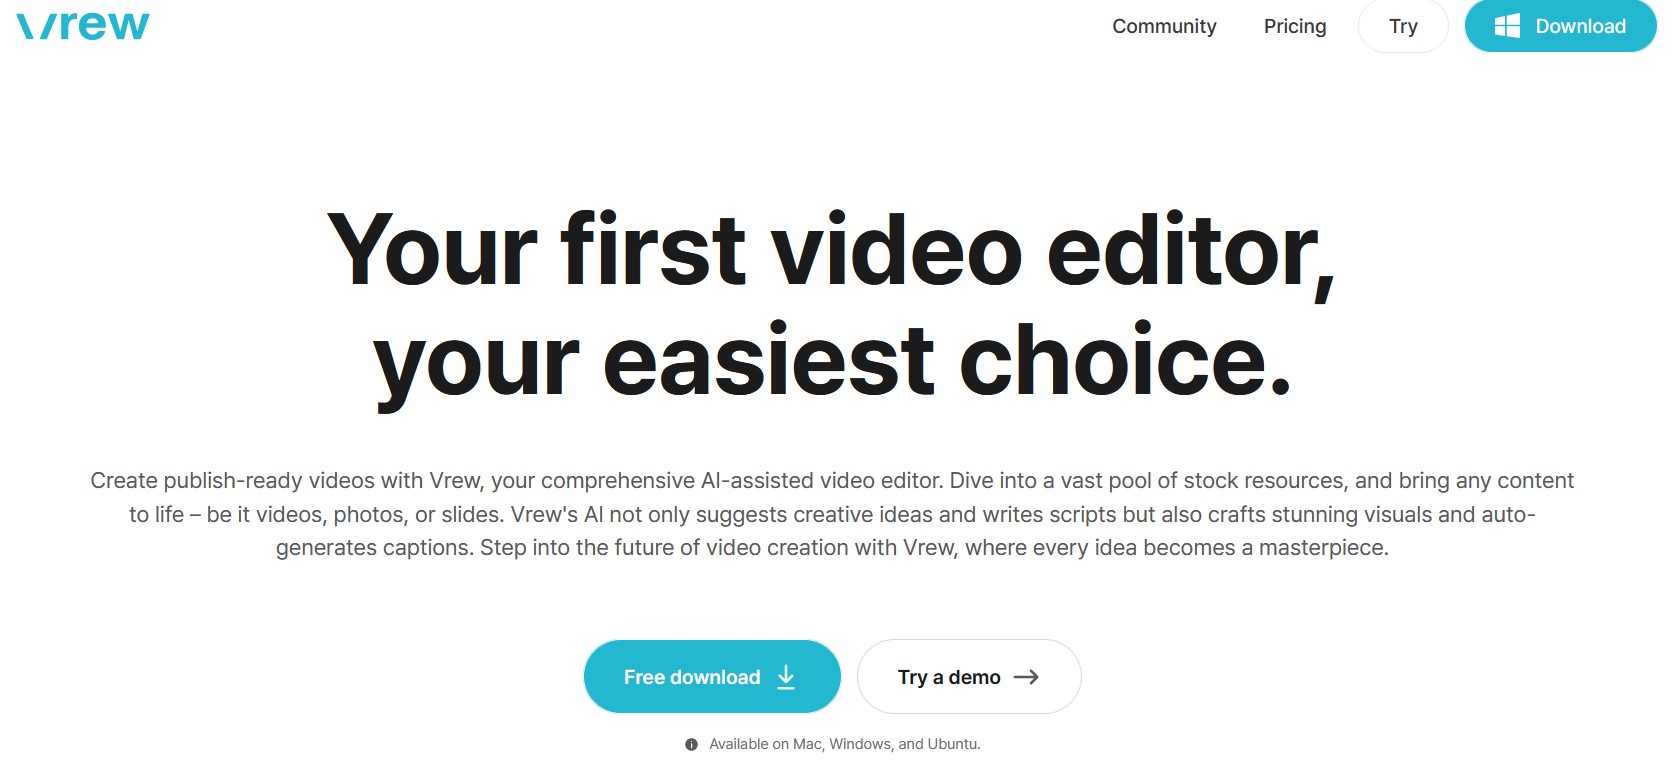 Vrew
Community
Pricing
Try
Download
Your first video editor,
your easiest choice.
Create publish-ready videos with Vrew, your comprehensive AI-assisted video editor. Dive into a vast pool of stock resources, and bring any content
to life – be it videos, photos, or slides. Vrew's AI not only suggests creative ideas and writes scripts but also crafts stunning visuals and auto-
generates captions. Step into the future of video creation with Vrew, where every idea becomes a masterpiece.
Free download
Try a demo
Available on Mac, Windows, and Ubuntu.